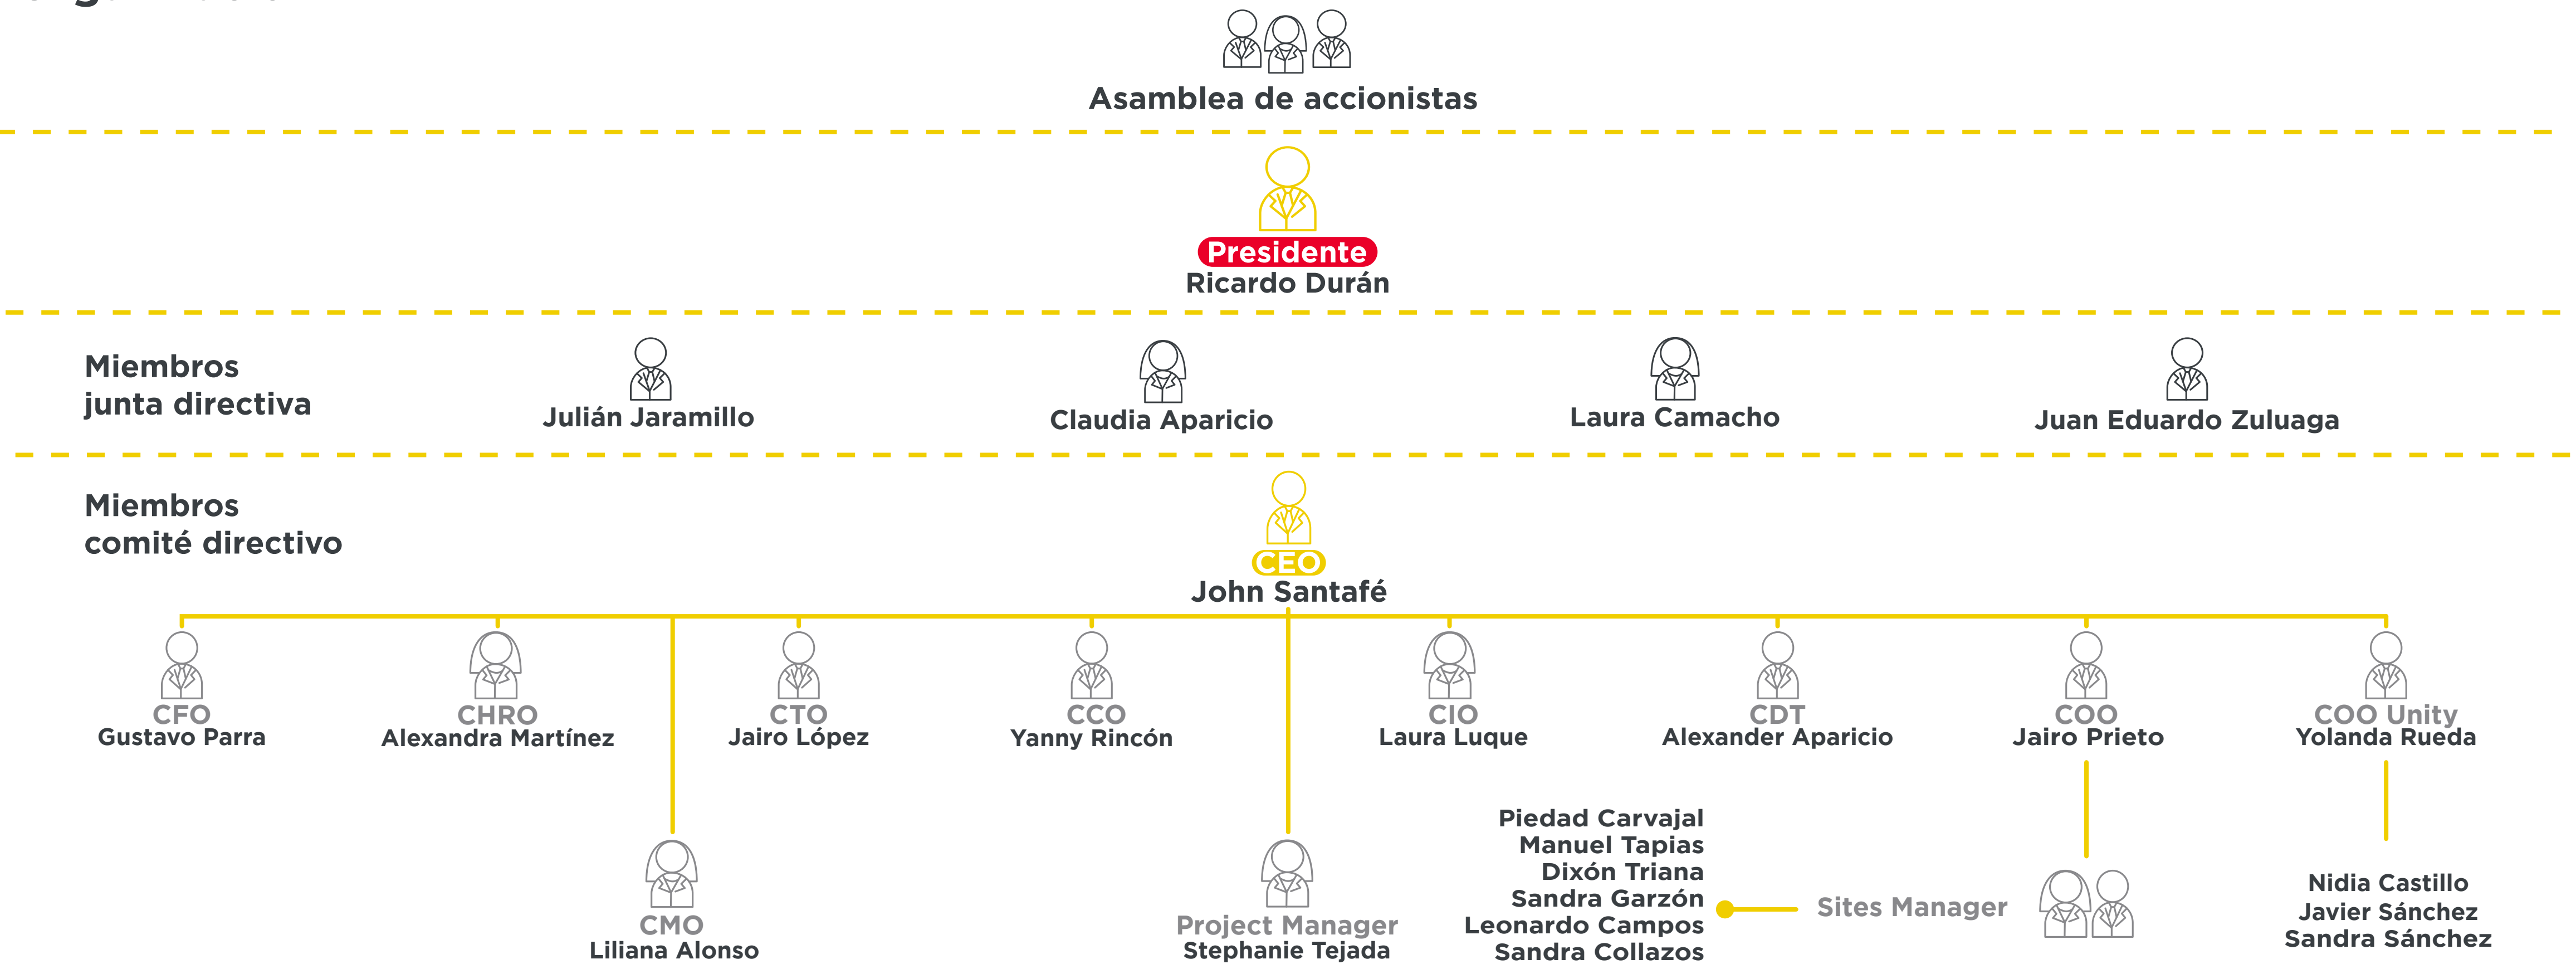 Asamblea de accionistas
Presidente
Ricardo Durán
Miembros
junta directiva
Julián Jaramillo
Claudia Aparicio
Laura Camacho
Juan Eduardo Zuluaga
Miembros
comité directivo
CEO
John Santafé
CFO
Gustavo Parra
CHRO
Alexandra Martínez
CTO
Jairo López
CCO
Yanny Rincón
CIO
Laura Luque
CDT
Alexander Aparicio
COO
Jairo Prieto
COO Unity
Yolanda Rueda
CMO
Liliana Alonso
Project Manager
Stephanie Tejada
Piedad Carvajal
Manuel Tapias
Dixón Triana
Sandra Garzón
Leonardo Campos
Sandra Collazos
Sites Manager
Nidia Castillo
Javier Sánchez
Sandra Sánchez